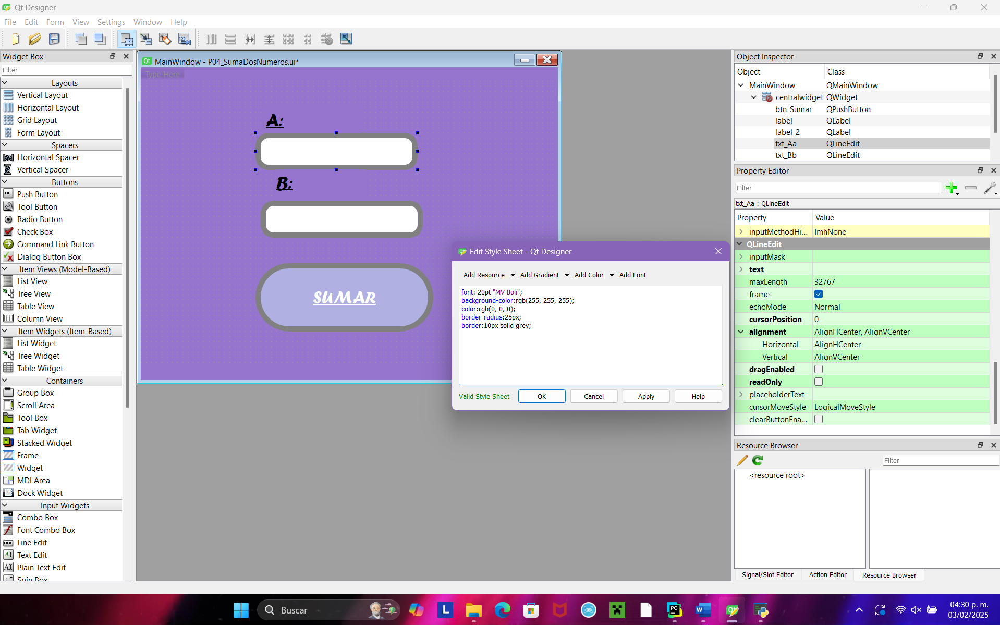 Qt Designer
File Edit Form View Settings Window Help
Widget Box
Filter
Layouts
Vertical Layout
Horizontal Layout
Grid Layout
Form Layout
Spacers
Horizontal Spacer
Vertical Spacer
Buttons
Push Button
Tool Button
Radio Button
Check Box
Command Link Button
Dialog Button Box
Item Views (Model-Based)
List View
Tree View
Table View
Column View
Item Widgets (Item-Based)
List Widget
Tree Widget
Table Widget
Containers
Group Box
Scroll Area
Tool Box
Tab Widget
Stacked Widget
Frame
Widget
MDI Area
Dock Widget
Input Widgets
Combo Box
Font Combo Box
Line Edit
Text Edit
Plain Text Edit
Spin Box
MainWindow - P04_SumaDosNumeros.ui*
Type Here
A:
B:
SUMAR
Edit Style Sheet - Qt Designer
Add Resource Add Gradient Add Color Add Font
font: 20pt "MV Boli";
background-color:rgb(255, 255, 255);
color:rgb(0, 0, 0);
border-radius:25px;
border:10px solid grey;
Valid Style Sheet OK Cancel Apply Help
Object Inspector
Object Class
MainWindow QMainWindow
centralwidget QWidget
btn_Sumar QPushButton
label QLabel
label_2 QLabel
txt_Aa QLineEdit
txt_Bb QLineEdit
Property Editor
Filter
txt_Aa : QLineEdit
Property Value
inputMethodHi... ImhNone
QLineEdit
inputMask
text
maxLength 32767
frame
echoMode Normal
cursorPosition 0
alignment AlignHCenter, AlignVCenter
Horizontal AlignHCenter
Vertical AlignVCenter
dragEnabled
readOnly
placeholderText
cursorMoveStyle LogicalMoveStyle
clearButtonEna...
Resource Browser
Filter
<resource root>
Signal/Slot Editor Action Editor Resource Browser
Buscar
04:30 p. m.
03/02/2025